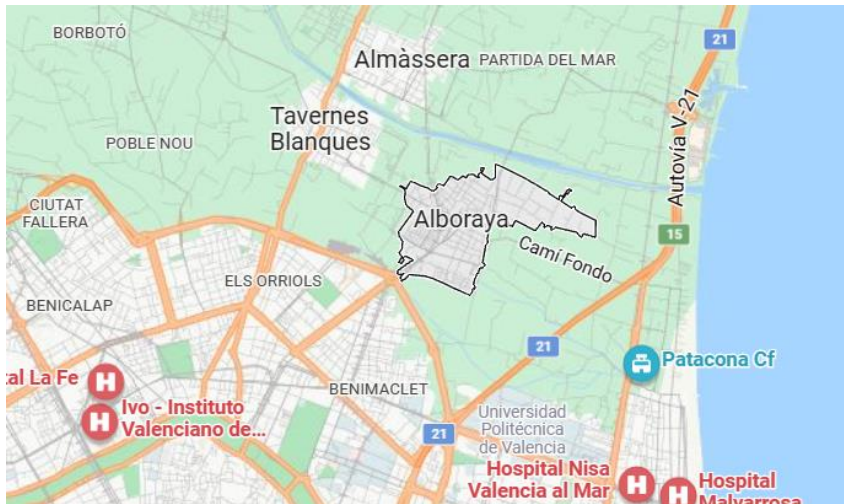 BORBOTÓ
21
Almàssera
PARTIDA DEL MAR
Tavernes
Blanques
Autovía V-21
POBLE NOU
CIUTAT
FALLERA
Alboraya
15
Camí Fondo
ELS ORRIOLS
BENICALAP
21
Patacona Cf
tal La Fe
H
BENIMACLET
Ivo - Instituto
Valenciano de...
H
Universidad
Politécnica
de Valencia
21
Hospital Nisa
Valencia al Mar
H
H
Hospital
Malvarrosa